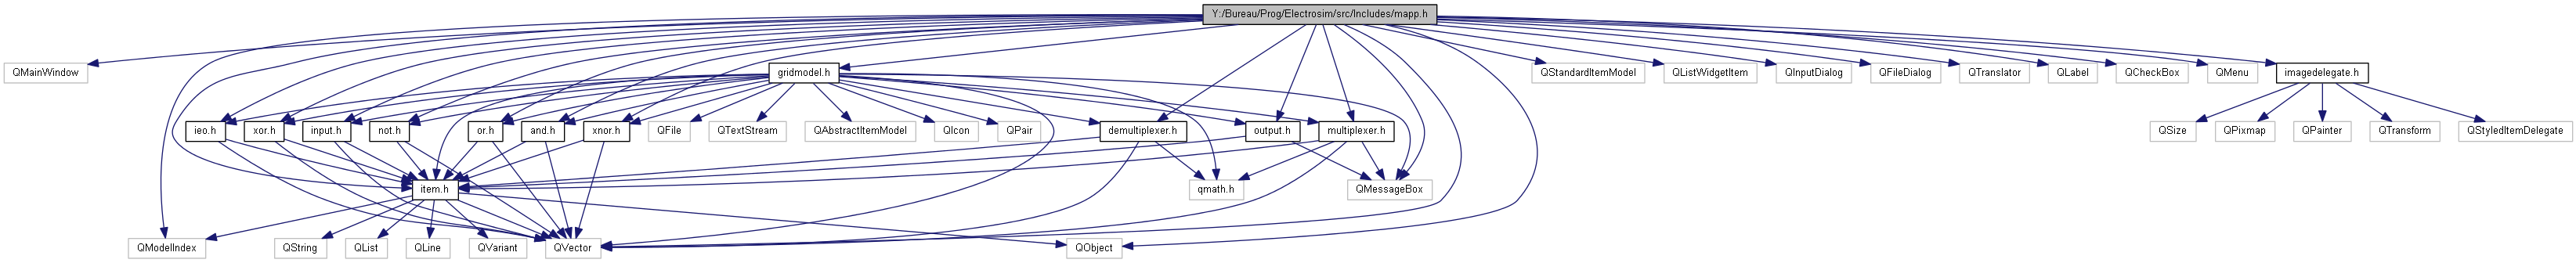 Y:/Bureau/Prog/Electrosim/src/Includes/mapp.h
QMainWindow
gridmodel.h
QStandardItemModel
QListWidgetItem
QInputDialog
QFileDialog
QTranslator
QLabel
QCheckBox
QMenu
imagedelegate.h
ieo.h
xor.h
input.h
not.h
or.h
and.h
xnor.h
QFile
QTextStream
QAbstractItemModel
QIcon
QPair
demultiplexer.h
output.h
multiplexer.h
QSize
QPixmap
QPainter
QTransform
QStyledItemDelegate
item.h
qmath.h
QMessageBox
QModelIndex
QString
QList
QLine
QVariant
QVector
QObject